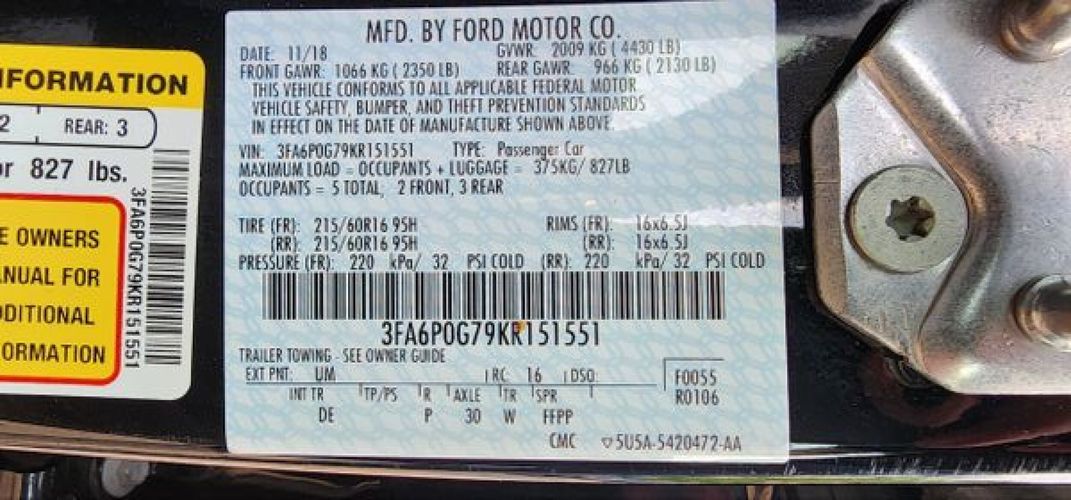 NFORMATION
2 REAR: 3
or 827 lbs.
E OWNERS
ANUAL FOR
DDITIONAL
ORMATION
3FA6P0G79KR151551
MFD. BY FORD MOTOR CO.
DATE: 11/18 GVWR: 2009 KG ( 4430 LB)
FRONT GAWR: 1066 KG ( 2350 LB) REAR GAWR: 966 KG ( 2130 LB)
THIS VEHICLE CONFORMS TO ALL APPLICABLE FEDERAL MOTOR
VEHICLE SAFETY, BUMPER, AND THEFT PREVENTION STANDARDS
IN EFFECT ON THE DATE OF MANUFACTURE SHOWN ABOVE.
VIN: 3FA6P0G79KR151551 TYPE: Passenger Car
MAXIMUM LOAD = OCCUPANTS + LUGGAGE = 375KG/ 827LB
OCCUPANTS = 5 TOTAL, 2 FRONT, 3 REAR
TIRE (FR): 215/60R16 95H RIMS (FR): 16x6.5J
(RR): 215/60R16 95H (RR): 16x6.5J
PRESSURE (FR): 220 kPa/ 32 PSI COLD (RR): 220 kPa/ 32 PSI COLD
3FA6P0G79KR151551
TRAILER TOWING - SEE OWNER GUIDE
EXT PNT: UM RC 16 DSO F0055
INT TR TP/PS R AXLE TR SPR R0106
DE P 30 W FFPP
CMC ▽5U5A-5420472-AA